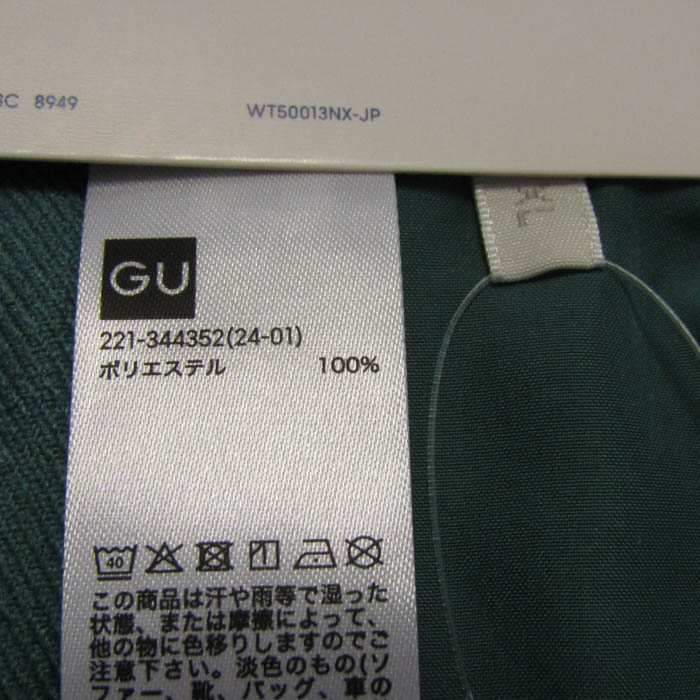 8949
WT50013NX-JP
GU
221-344352(24-01)
ポリエステル 100%
40
この商品は汗や雨等で湿った
状態、または摩擦によって、
他の物に色移りしますのでご
注意下さい。淡色のもの(ソ
ファー、靴、バッグ、車の